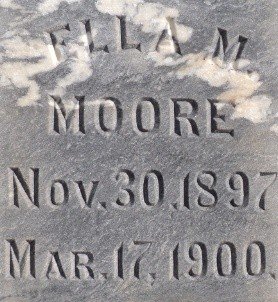 ELLA M.
MOORE
Nov. 30, 1897
Mar. 17, 1900.